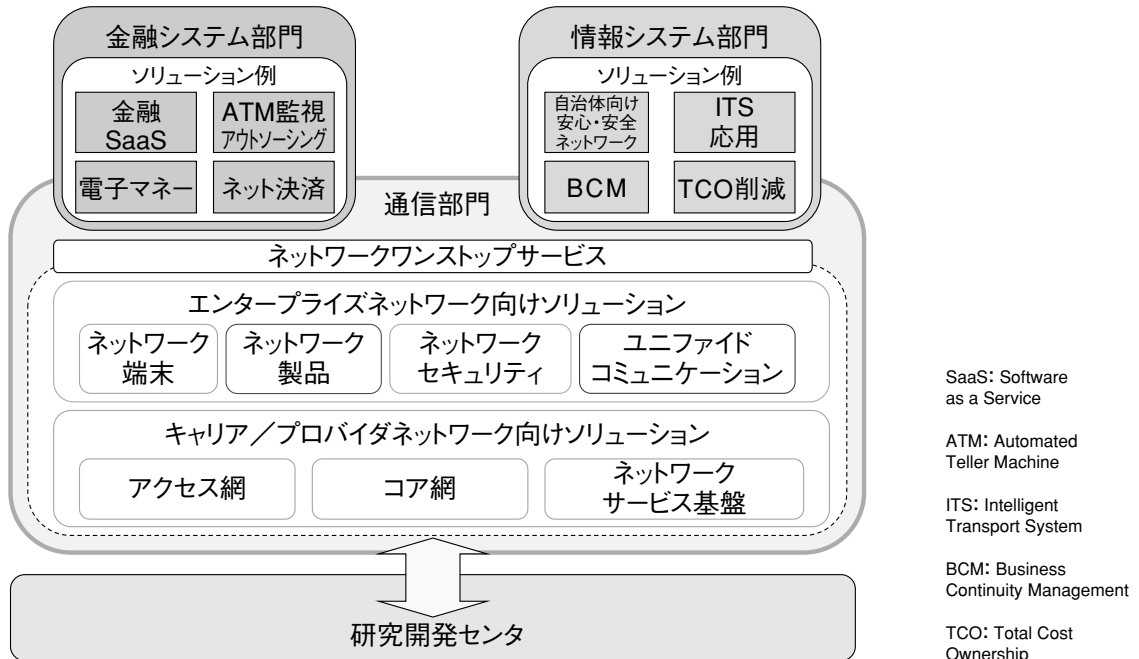 金融システム部門
ソリューション例
金融
SaaS
ATM監視
アウトソーシング
電子マネー
ネット決済
情報システム部門
ソリューション例
自治体向け
安心・安全
ネットワーク
ITS
応用
BCM
TCO削減
通信部門
ネットワークワンストップサービス
エンタープライズネットワーク向けソリューション
ネットワーク
端末
ネットワーク
製品
ネットワーク
セキュリティ
ユニファイド
コミュニケーション
キャリア／プロバイダネットワーク向けソリューション
アクセス網
コア網
ネットワーク
サービス基盤
研究開発センタ
SaaS: Software
as a Service
ATM: Automated
Teller Machine
ITS: Intelligent
Transport System
BCM: Business
Continuity Management
TCO: Total Cost
Ownership